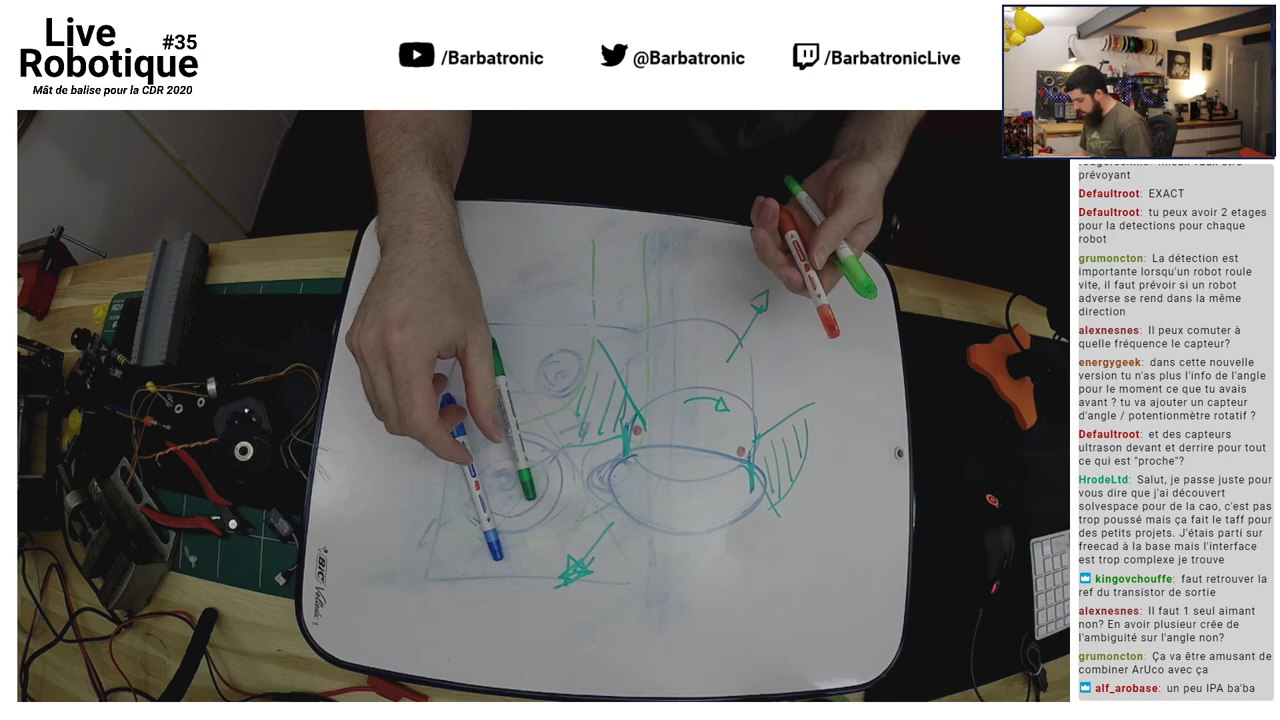 Live
Robotique #35
Mât de balise pour la CDR 2020
/Barbatronic
@Barbatronic
/BarbatronicLive
prévoyant
Defaultroot: EXACT
Defaultroot: tu peux avoir 2 etages
pour la detections pour chaque
robot
grumoncton: La détection est
importante lorsqu'un robot roule
vite, il faut prévoir si un robot
adverse se rend dans la même
direction
alexnesnes: Il peux comuter à
quelle fréquence le capteur?
energygeek: dans cette nouvelle
version tu n'as plus l'info de l'angle
pour le moment ce que tu avais
avant ? tu va ajouter un capteur
d'angle / potentionmètre rotatif ?
Defaultroot: et des capteurs
ultrason devant et derrire pour tout
ce qui est "proche"?
HrodeLtd: Salut, je passe juste pour
vous dire que j'ai découvert
solvespace pour de la cao, c'est pas
trop poussé mais ça fait le taff pour
des petits projets. J'étais parti sur
freecad à la base mais l'interface
est trop complexe je trouve
kingovchouffe: faut retrouver la
ref du transistor de sortie
alexnesnes: Il faut 1 seul aimant
non? En avoir plusieur crée de
l'ambiguité sur l'angle non?
grumoncton: Ça va être amusant de
combiner ArUco avec ça
alf_arobase: un peu IPA ba'ba
BIC Velleda